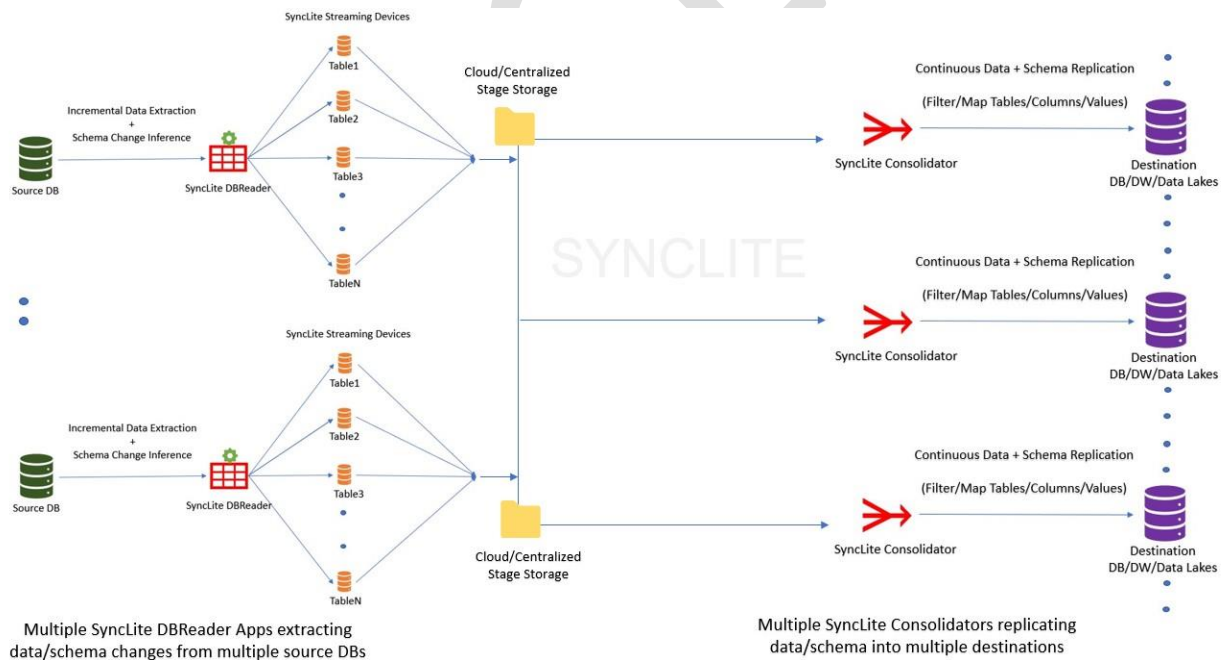 SyncLite Streaming Devices
Table1
Table2
Table3
TableN
Incremental Data Extraction
+
Schema Change Inference
Source DB
SyncLite DBReader
Cloud/Centralized
Stage Storage
Continuous Data + Schema Replication
(Filter/Map Tables/Columns/Values)
SyncLite Consolidator
Destination
DB/DW/Data Lakes
SYNCLITE
Continuous Data + Schema Replication
(Filter/Map Tables/Columns/Values)
SyncLite Consolidator
Destination
DB/DW/Data Lakes
SyncLite Streaming Devices
Table1
Table2
Table3
TableN
Incremental Data Extraction
+
Schema Change Inference
Source DB
SyncLite DBReader
Cloud/Centralized
Stage Storage
Continuous Data + Schema Replication
(Filter/Map Tables/Columns/Values)
SyncLite Consolidator
Destination
DB/DW/Data Lakes
Multiple SyncLite DBReader Apps extracting
data/schema changes from multiple source DBs
Multiple SyncLite Consolidators replicating
data/schema into multiple destinations